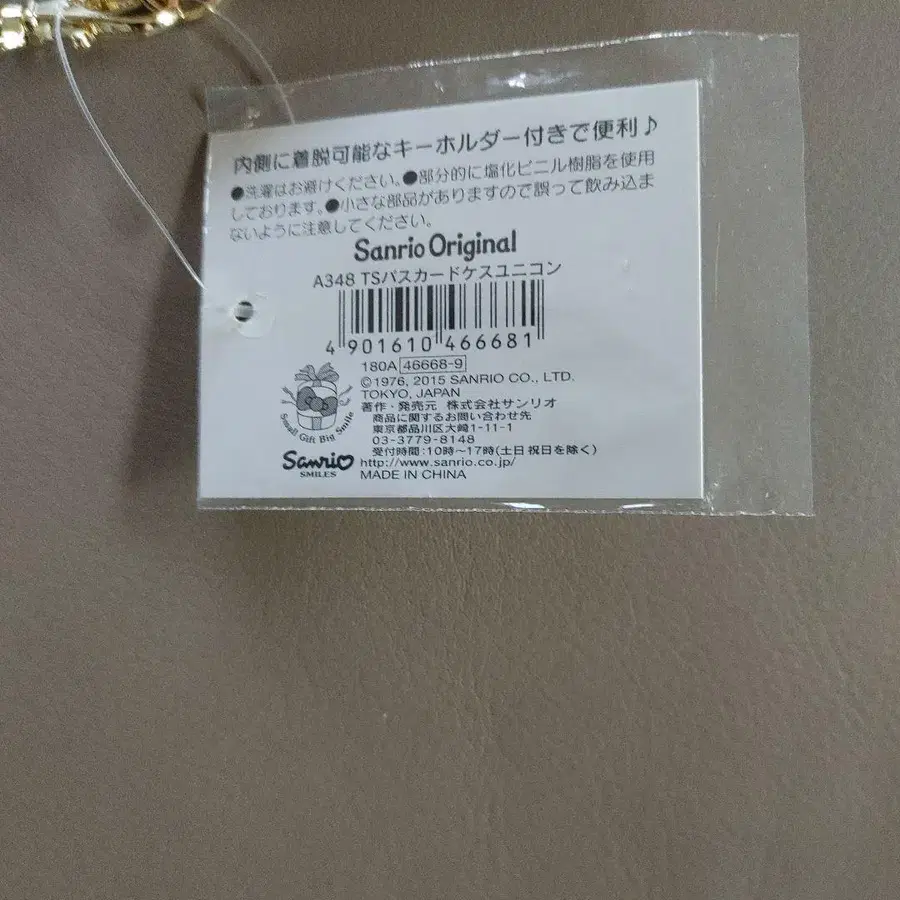 内側に着脱可能なキーホルダー付きで便利♪
●洗濯はお避けください。●部分的に塩化ビニル樹脂を使用
しております。●小さな部品がありますので誤って飲み込ま
ないように注意してください。
Sanrio Original
A348 TSパスカードケスユニコン
4 901610 466681
180A 46668-9
©1976, 2015 SANRIO CO., LTD.
TOKYO, JAPAN
著作・発売元 株式会社サンリオ
商品に関するお問い合わせ先
東京都品川区大崎1-11-1
03-3779-8148
受付時間:10時〜17時(土日祝日を除く)
http://www.sanrio.co.jp/
MADE IN CHINA
Small Gift Big Smile
Sanrio
SMILES